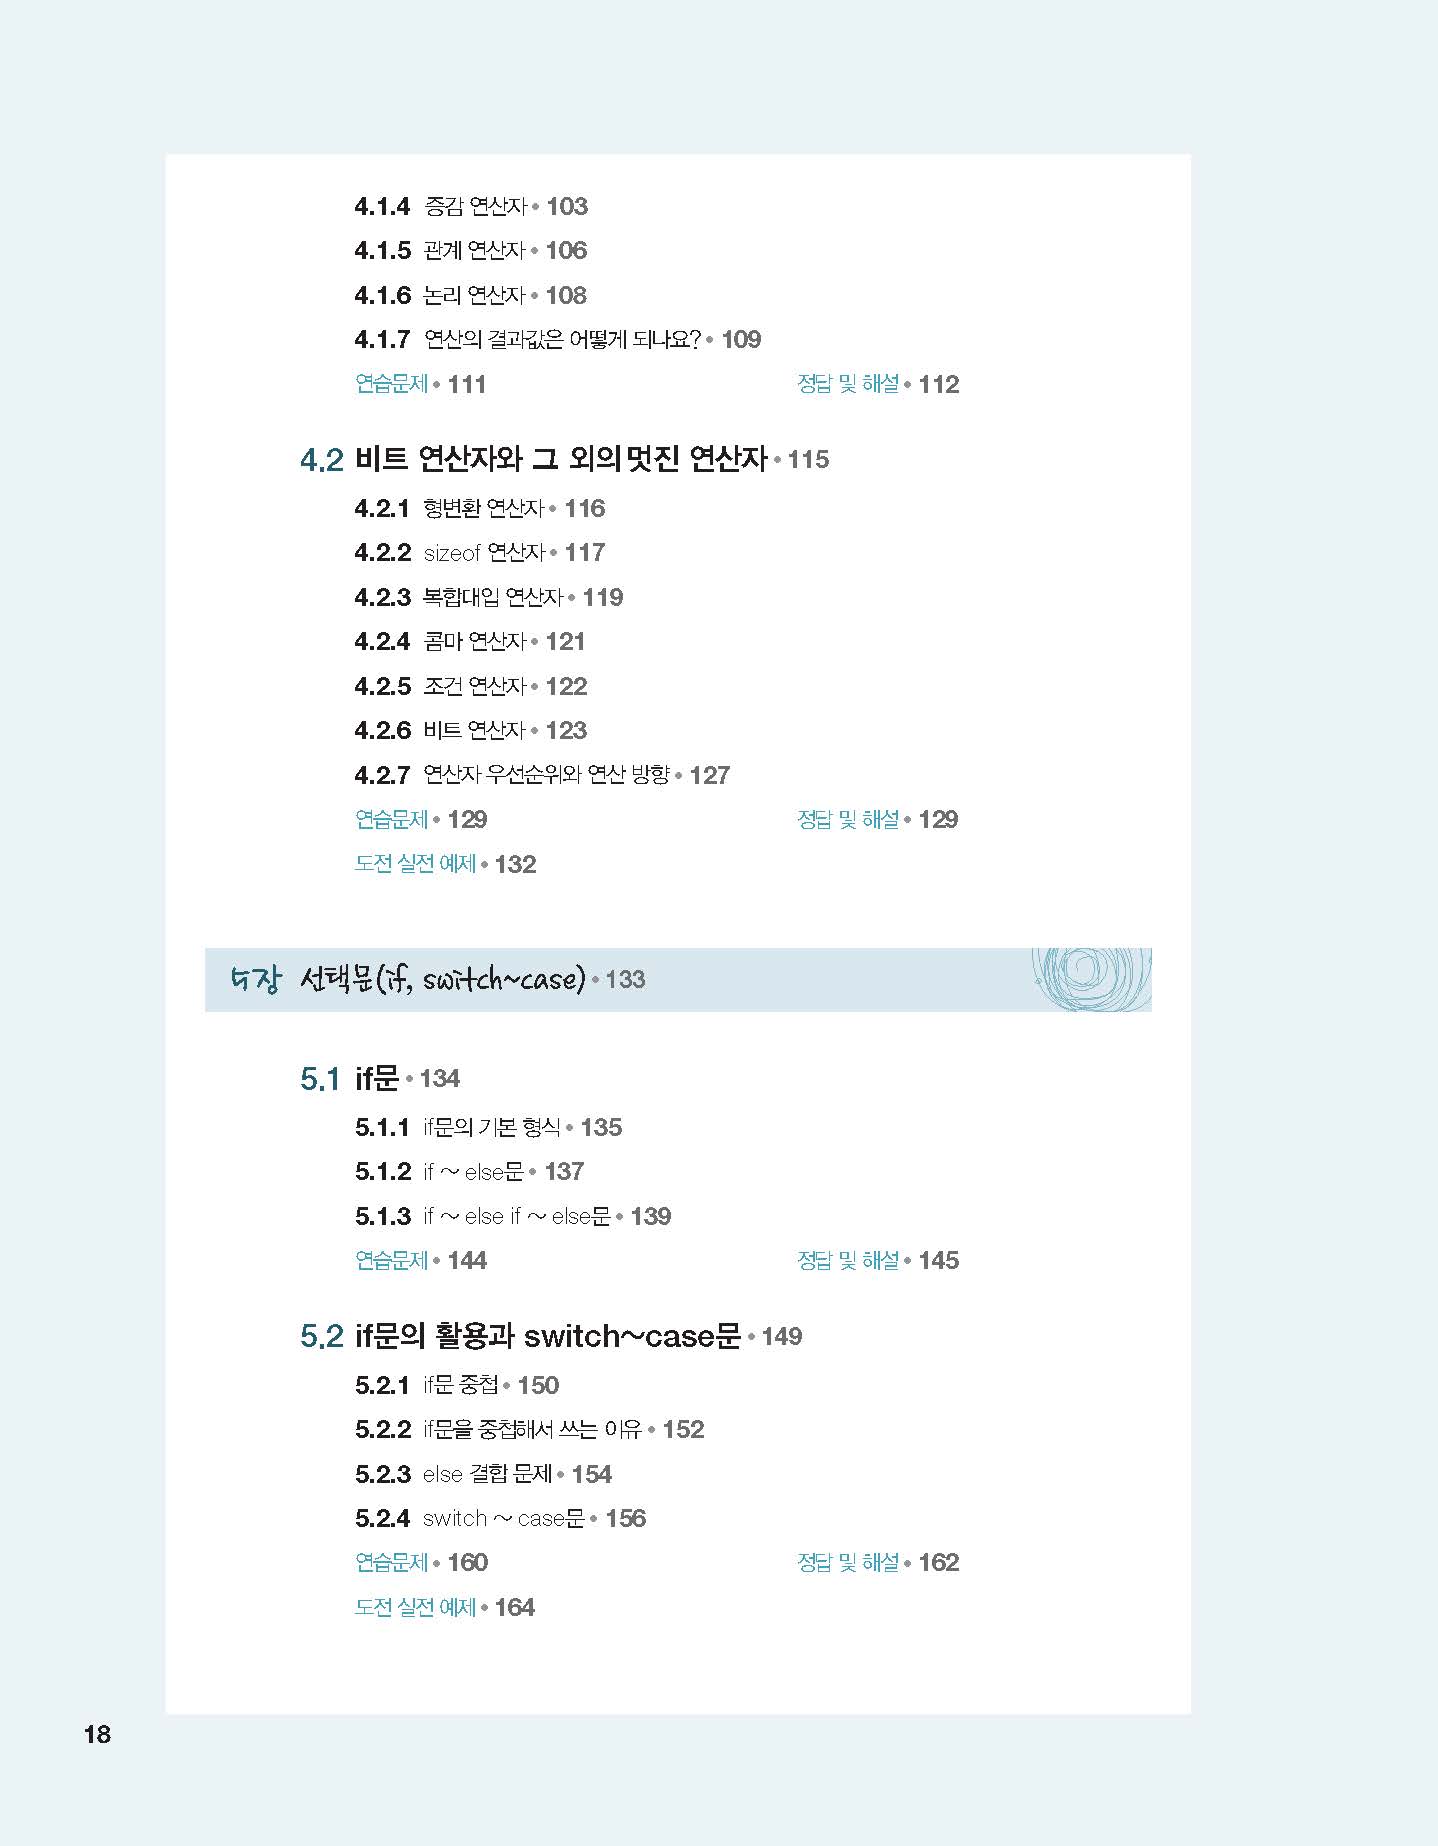 4.1.4 증감 연산자 • 103
4.1.5 관계 연산자 • 106
4.1.6 논리 연산자 • 108
4.1.7 연산의 결과값은 어떻게 되나요? • 109
연습문제 • 111 정답 및 해설 • 112
4.2 비트 연산자와 그 외의 멋진 연산자 • 115
4.2.1 형변환 연산자 • 116
4.2.2 sizeof 연산자 • 117
4.2.3 복합대입 연산자 • 119
4.2.4 콤마 연산자 • 121
4.2.5 조건 연산자 • 122
4.2.6 비트 연산자 • 123
4.2.7 연산자 우선순위와 연산 방향 • 127
연습문제 • 129 정답 및 해설 • 129
도전 실전 예제 • 132
5장 선택문(if, switch~case) • 133
5.1 if문 • 134
5.1.1 if문의 기본 형식 • 135
5.1.2 if ～ else문 • 137
5.1.3 if ～ else if ～ else문 • 139
연습문제 • 144 정답 및 해설 • 145
5.2 if문의 활용과 switch～case문 • 149
5.2.1 if문 중첩 • 150
5.2.2 if문을 중첩해서 쓰는 이유 • 152
5.2.3 else 결합 문제 • 154
5.2.4 switch ～ case문 • 156
연습문제 • 160 정답 및 해설 • 162
도전 실전 예제 • 164
18